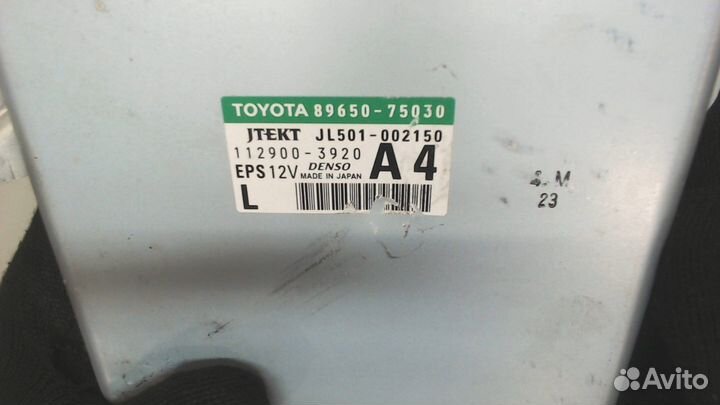 TOYOTA 89650-75030
JTEKT JL501-002150
112900-3920 A4
EPS 12V DENSO
MADE IN JAPAN
L
M
23
Avito